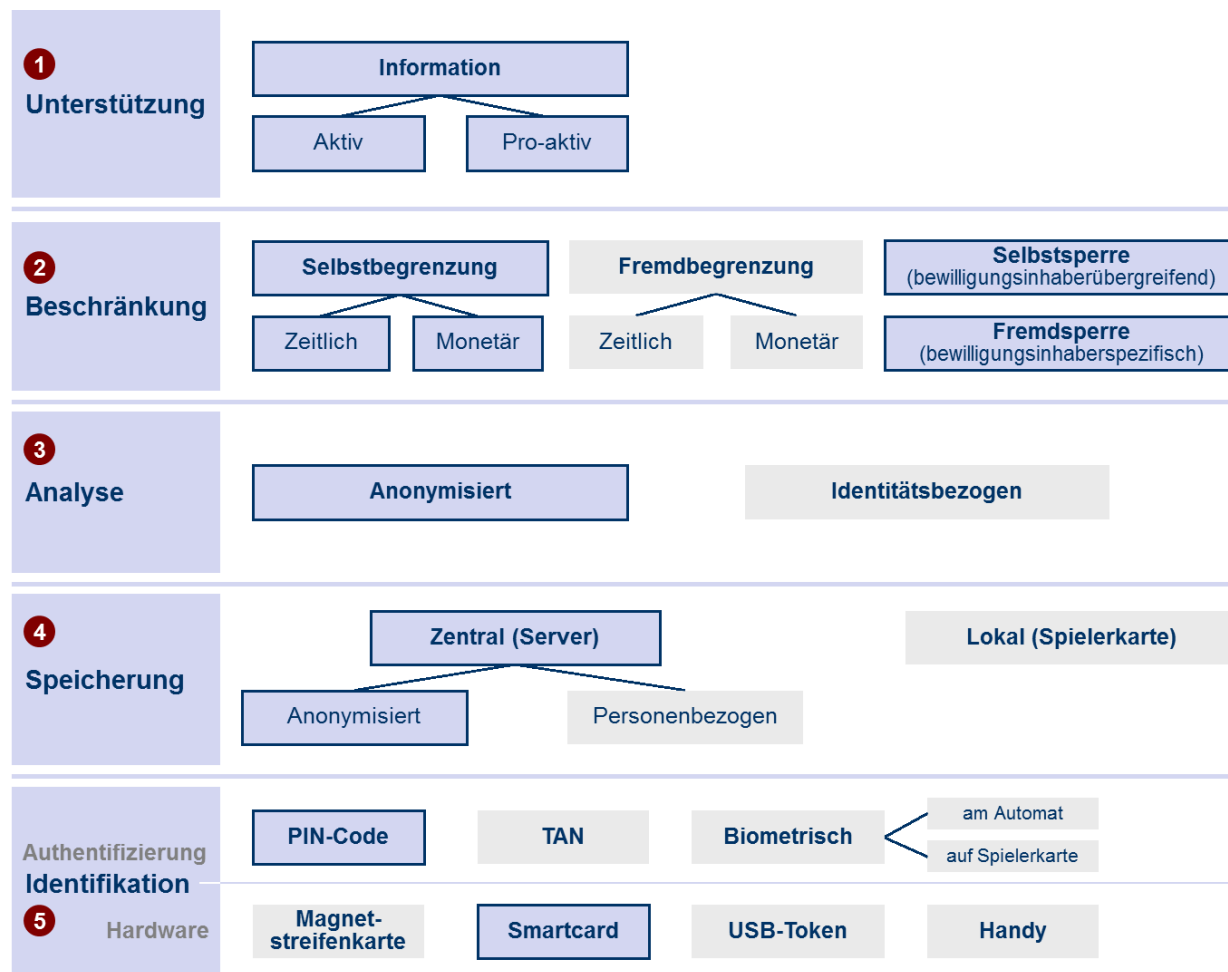 1
Unterstützung
Information
Aktiv
Pro-aktiv
2
Beschränkung
Selbstbegrenzung
Zeitlich
Monetär
Fremdbegrenzung
Zeitlich
Monetär
Selbstsperre
(bewilligungsinhaberübergreifend)
Fremdsperre
(bewilligungsinhaberspezifisch)
3
Analyse
Anonymisiert
Identitätsbezogen
4
Speicherung
Zentral (Server)
Lokal (Spielerkarte)
Anonymisiert
Personenbezogen
Authentifizierung
Identifikation
5
Hardware
PIN-Code
TAN
Biometrisch
am Automat
auf Spielerkarte
Magnet-
streifenkarte
Smartcard
USB-Token
Handy